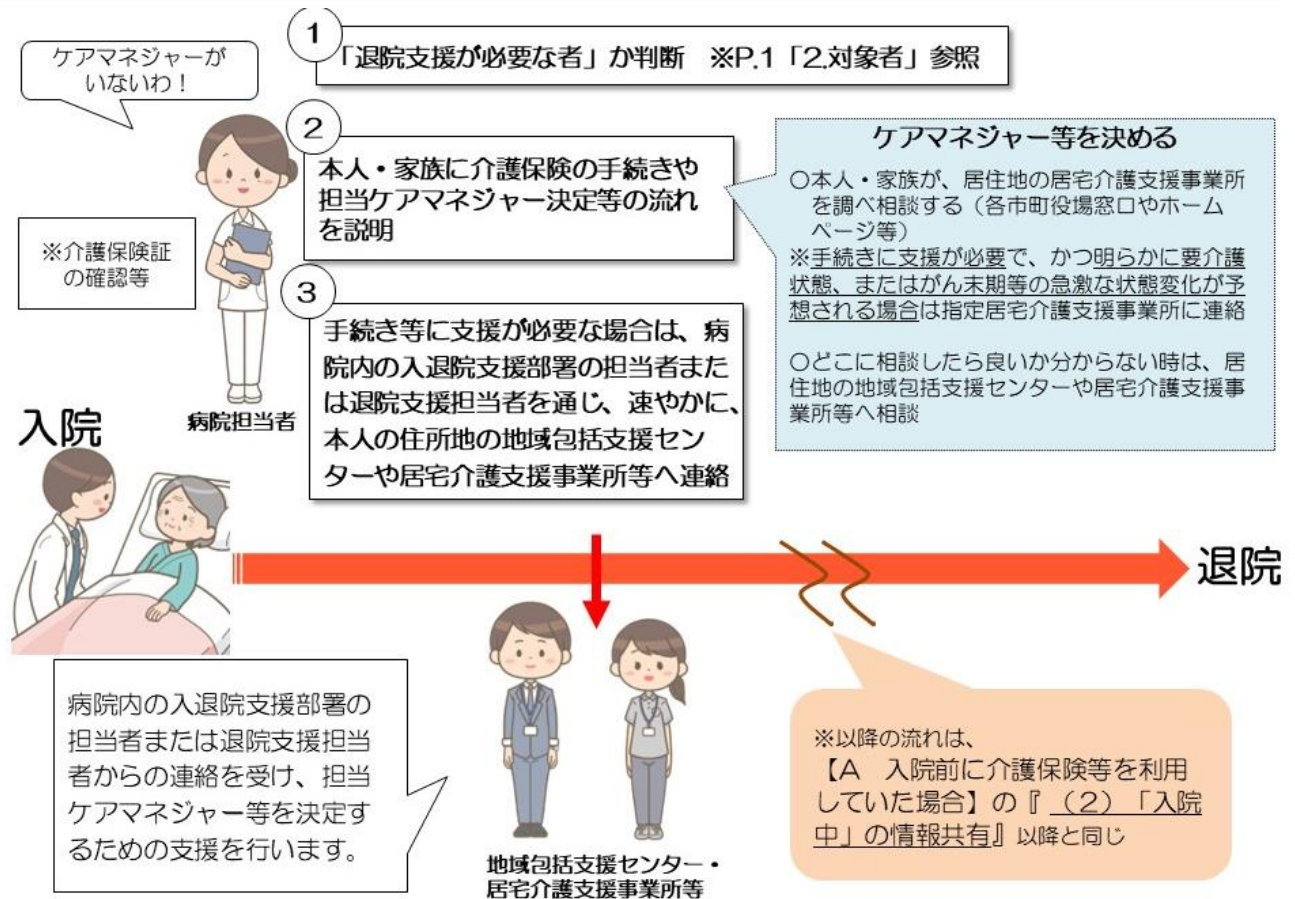 ケアマネジャーが
いないわ！
1
「退院支援が必要な者」か判断　※P.1「2.対象者」参照
2
本人・家族に介護保険の手続きや
担当ケアマネジャー決定等の流れ
を説明
※介護保険証
の確認等
3
手続き等に支援が必要な場合は、病
院内の入退院支援部署の担当者また
は退院支援担当者を通じ、速やかに、
本人の住所地の地域包括支援セン
ターや居宅介護支援事業所等へ連絡
ケアマネジャー等を決める
○本人・家族が、居住地の居宅介護支援事業所
を調べ相談する（各市町役場窓口やホーム
ページ等）
※手続きに支援が必要で、かつ明らかに要介護
状態、またはがん末期等の急激な状態変化が予
想される場合は指定居宅介護支援事業所に連絡
○どこに相談したら良いか分からない時は、居
住地の地域包括支援センターや居宅介護支援事
業所等へ相談
病院担当者
入院
退院
病院内の入退院支援部署の
担当者または退院支援担当
者からの連絡を受け、担当
ケアマネジャー等を決定す
るための支援を行います。
地域包括支援センター・
居宅介護支援事業所等
※以降の流れは、
【A　入院前に介護保険等を利用
していた場合】の『（2）「入院
中」の情報共有』以降と同じ